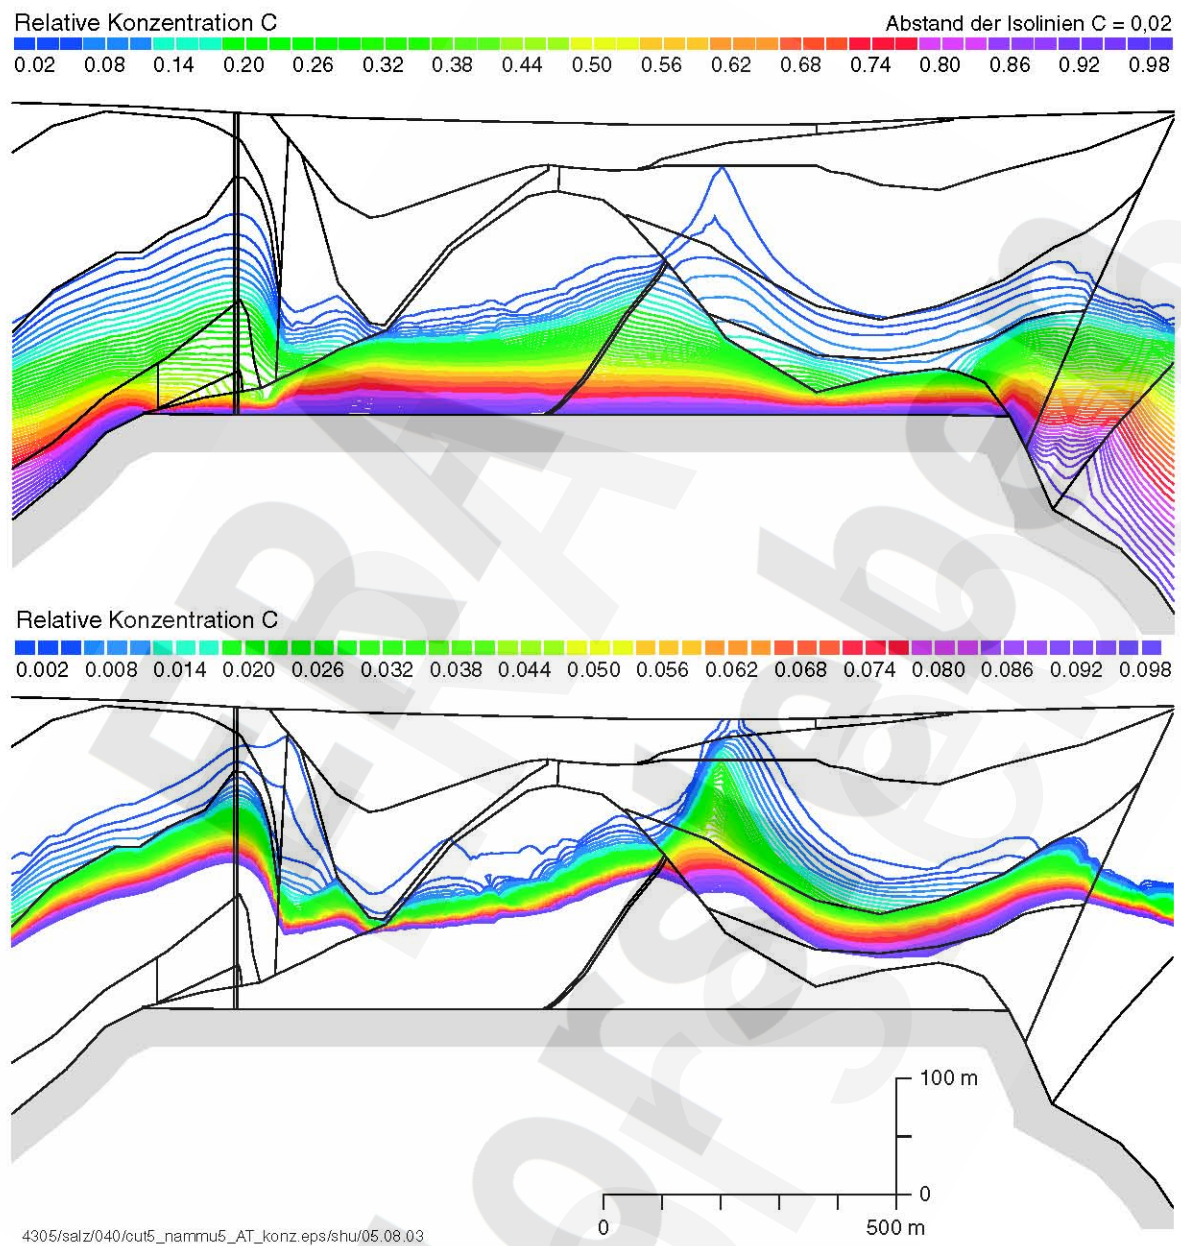 Relative Konzentration C
Abstand der Isolinien C = 0,02
0.02 0.08 0.14 0.20 0.26 0.32 0.38 0.44 0.50 0.56 0.62 0.68 0.74 0.80 0.86 0.92 0.98
Relative Konzentration C
0.002 0.008 0.014 0.020 0.026 0.032 0.038 0.044 0.050 0.056 0.062 0.068 0.074 0.080 0.086 0.092 0.098
100 m
0
0 500 m
4305/salz/040/cut5_nammu5_AT_konz.eps/shu/05.08.03